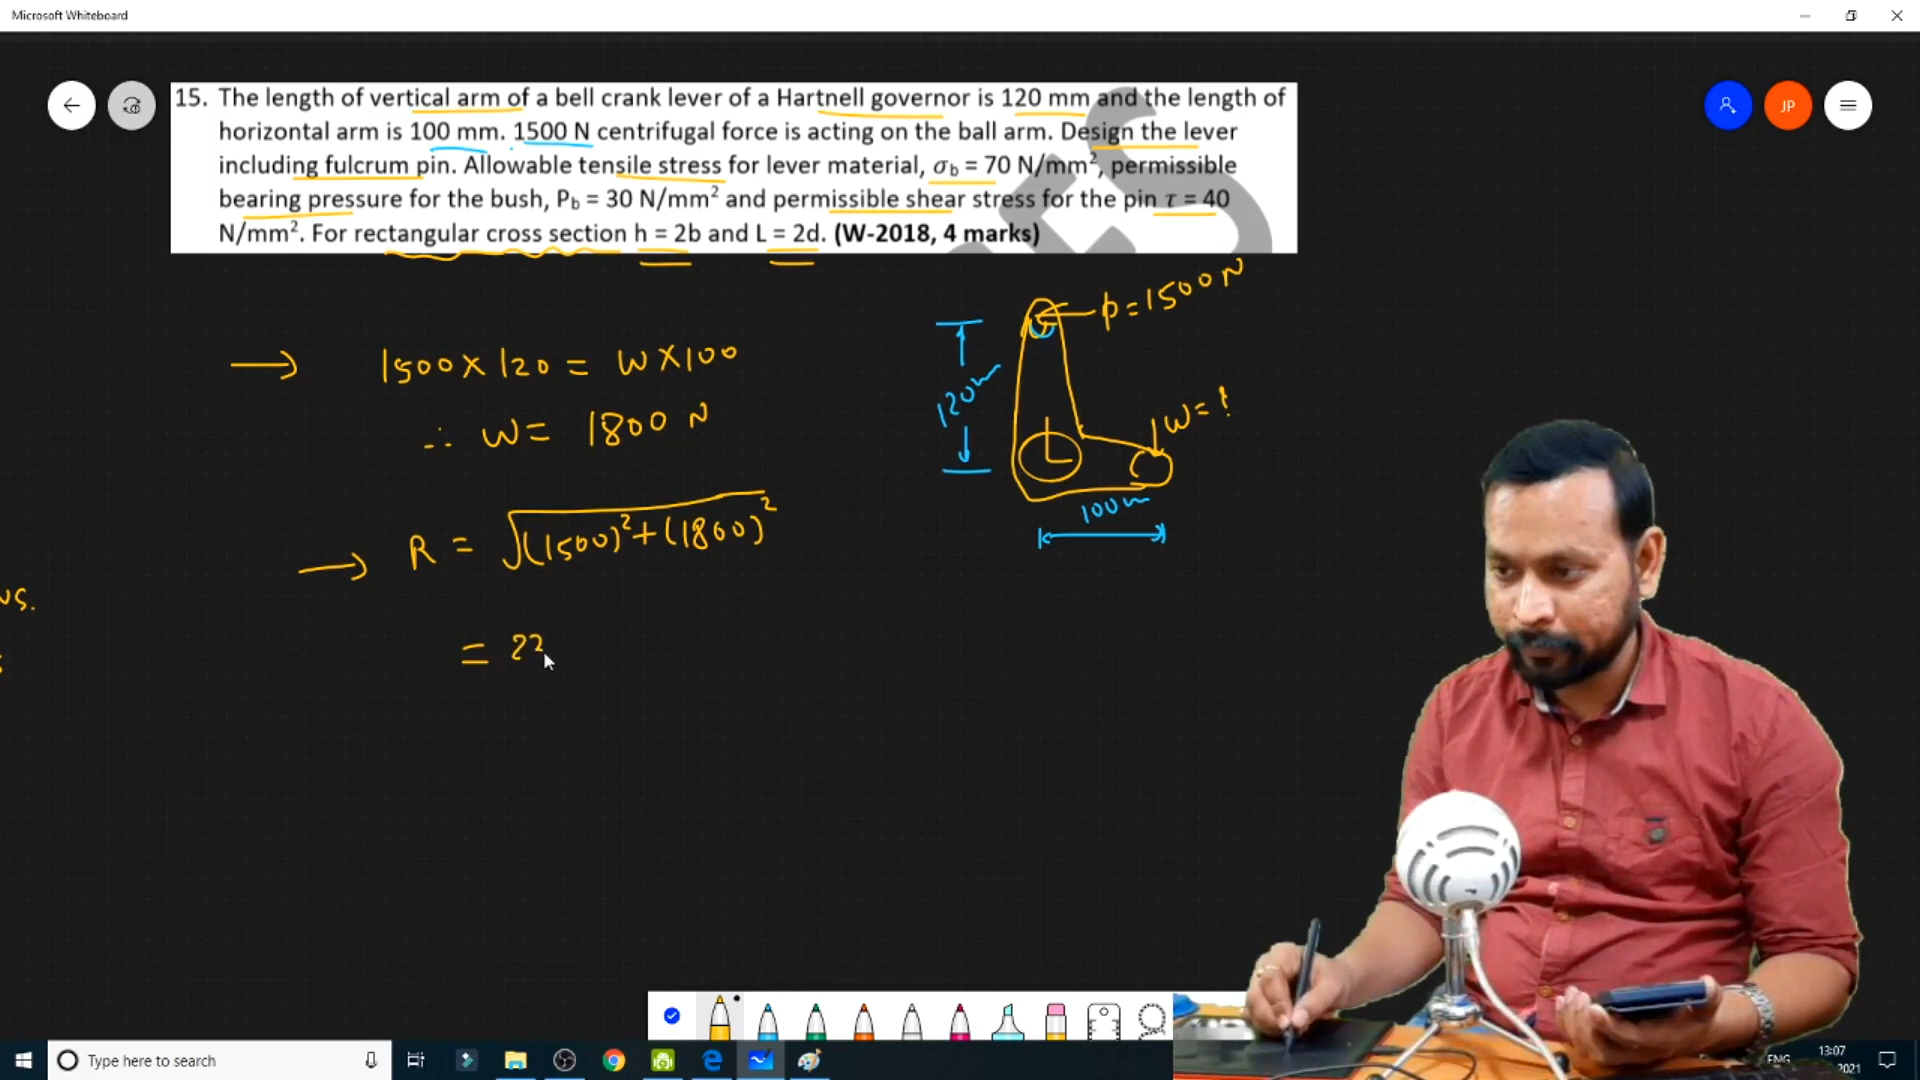 Microsoft Whiteboard
JP
15. The length of vertical arm of a bell crank lever of a Hartnell governor is 120 mm and the length of
horizontal arm is 100 mm. 1500 N centrifugal force is acting on the ball arm. Design the lever
including fulcrum pin. Allowable tensile stress for lever material, σb = 70 N/mm², permissible
bearing pressure for the bush, Pb = 30 N/mm² and permissible shear stress for the pin τ = 40
N/mm². For rectangular cross section h = 2b and L = 2d. (W-2018, 4 marks)
p = 1500 N
1500 × 120 = W × 100
120m
W = ?
∴ W = 1800 N
100m
R = √(1500)² + (1800)²
= 23
Type here to search
ENG
13:07
2021